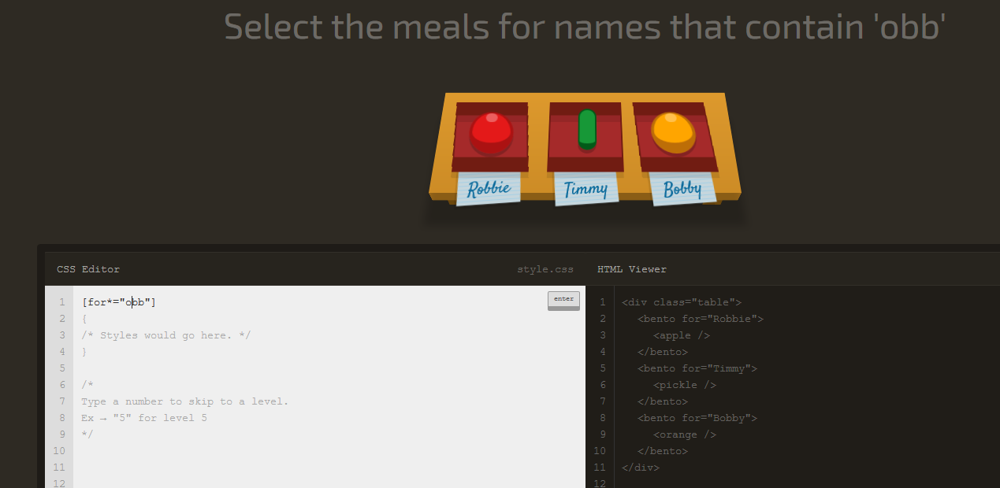 Select the meals for names that contain 'obb'
Robbie Timmy Bobby
CSS Editor style.css HTML Viewer
enter
1 [for*="obb"]
2 {
3 /* Styles would go here. */
4 }
5
6 /*
7 Type a number to skip to a level.
8 Ex → "5" for level 5
9 */
10
11
12
1 <div class="table">
2 <bento for="Robbie">
3 <apple />
4 </bento>
5 <bento for="Timmy">
6 <pickle />
7 </bento>
8 <bento for="Bobby">
9 <orange />
10 </bento>
11 </div>
12